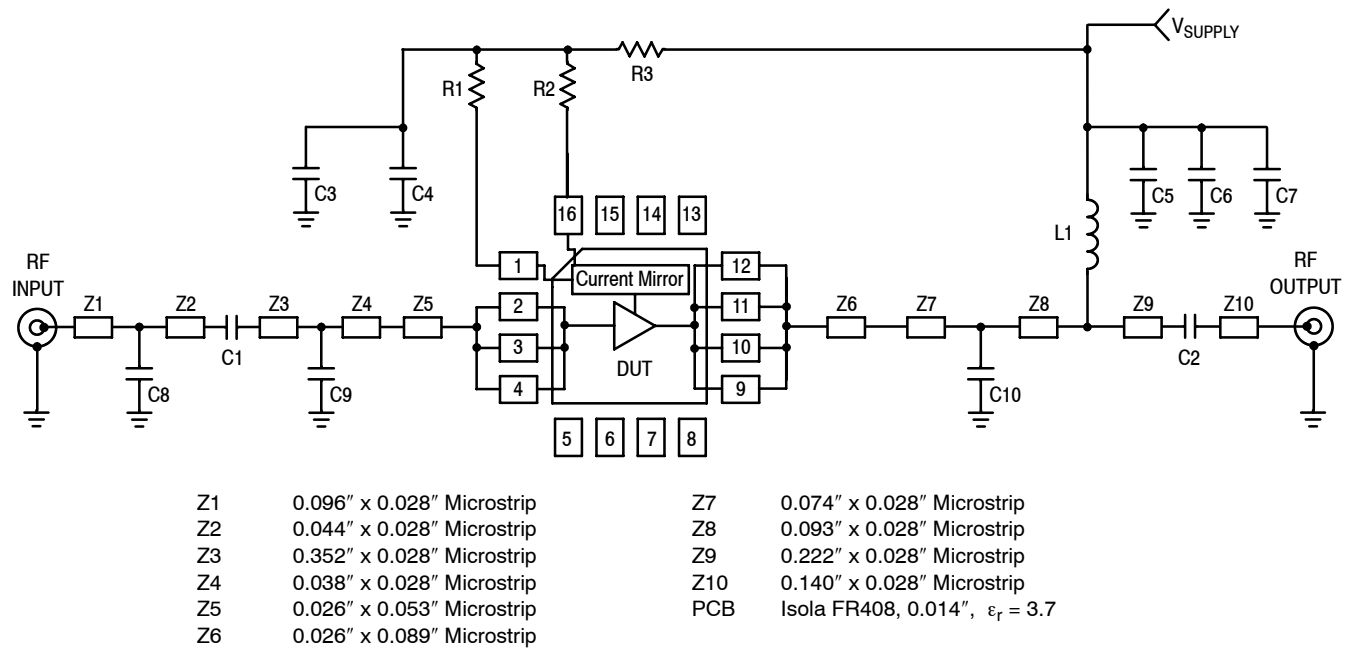 V_SUPPLY
R3
R1
R2
C3
C4
C5
C6
C7
16
15
14
13
L1
RF
INPUT
RF
OUTPUT
Current Mirror
1
2
3
4
12
11
10
9
DUT
Z1
Z2
Z3
Z4
Z5
Z6
Z7
Z8
Z9
Z10
C1
C2
C8
C9
C10
5
6
7
8
Z1 0.096″ x 0.028″ Microstrip
Z2 0.044″ x 0.028″ Microstrip
Z3 0.352″ x 0.028″ Microstrip
Z4 0.038″ x 0.028″ Microstrip
Z5 0.026″ x 0.053″ Microstrip
Z6 0.026″ x 0.089″ Microstrip
Z7 0.074″ x 0.028″ Microstrip
Z8 0.093″ x 0.028″ Microstrip
Z9 0.222″ x 0.028″ Microstrip
Z10 0.140″ x 0.028″ Microstrip
PCB Isola FR408, 0.014″, ε_r = 3.7